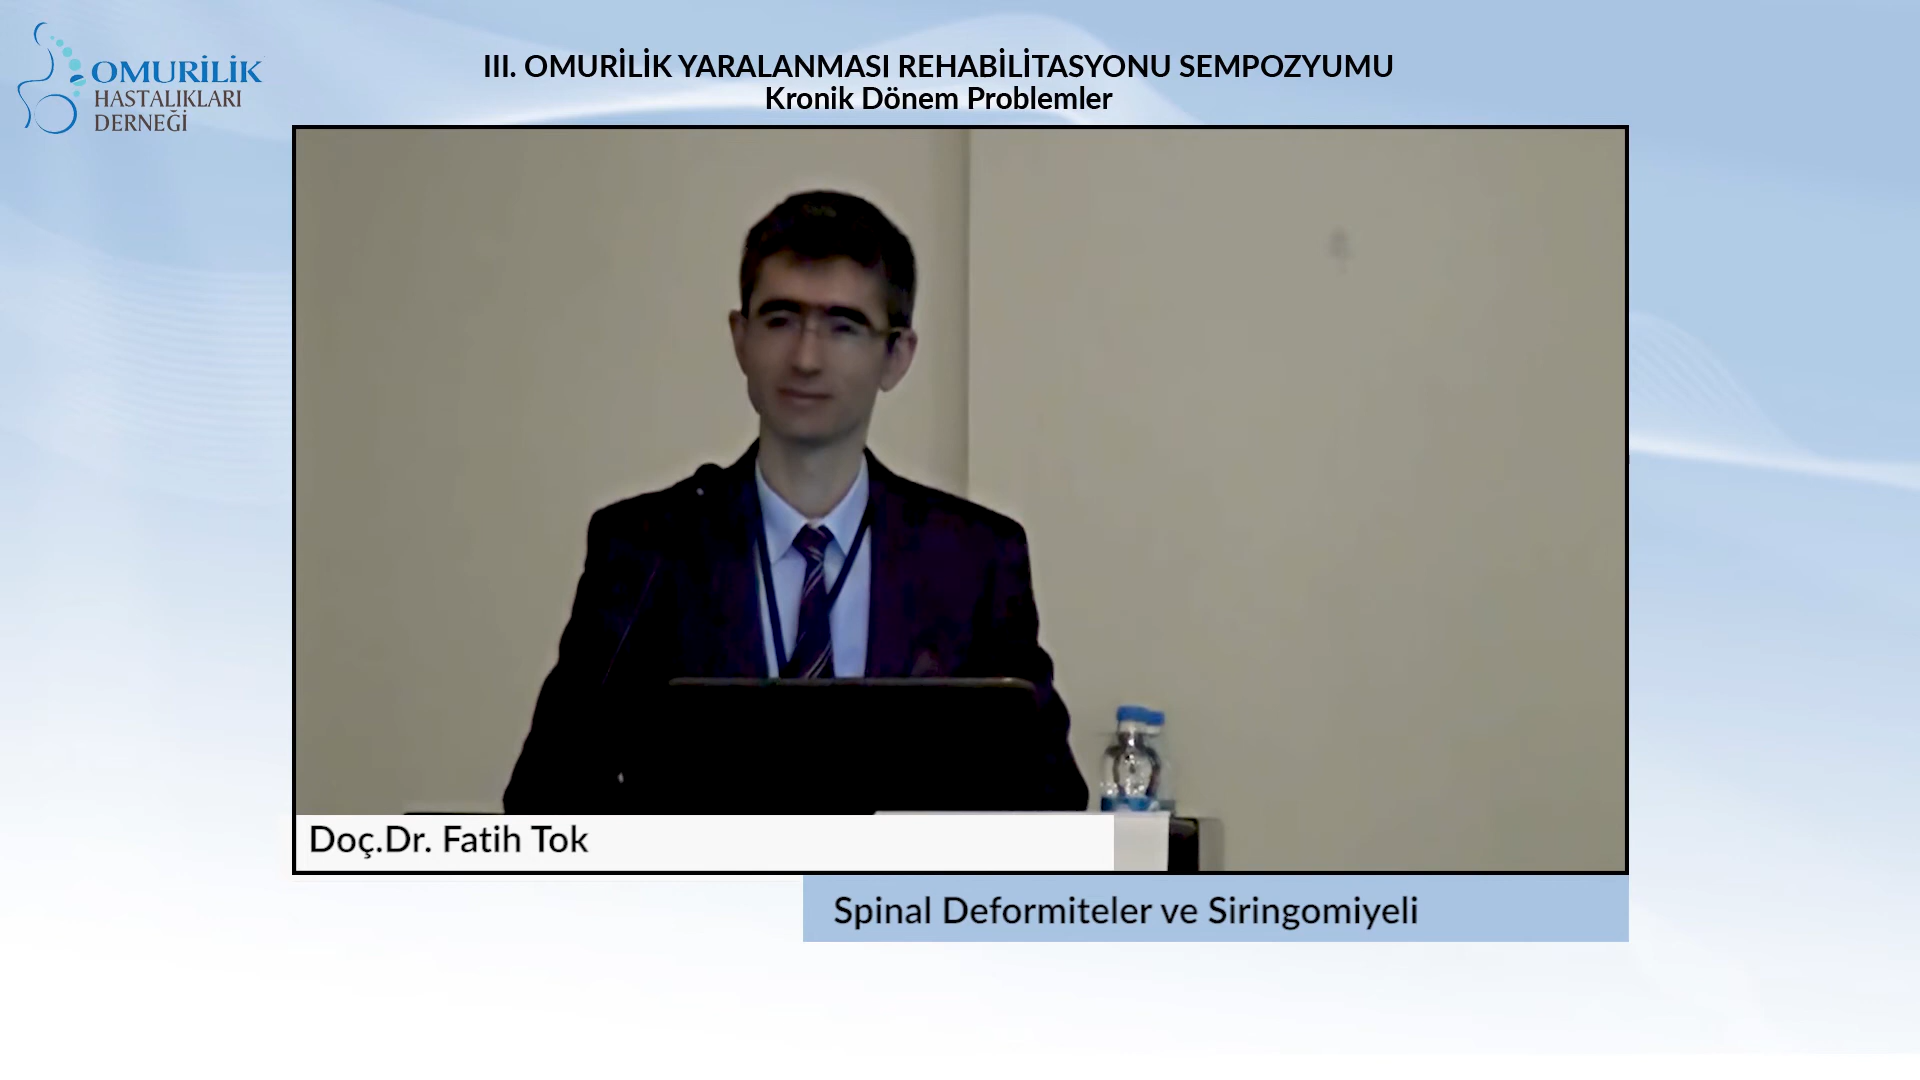 OMURİLİK
HASTALIKLARI
DERNEĞİ
III. OMURİLİK YARALANMASI REHABİLİTASYONU SEMPOZYUMU
Kronik Dönem Problemler
Doç.Dr. Fatih Tok
Spinal Deformiteler ve Siringomiyeli